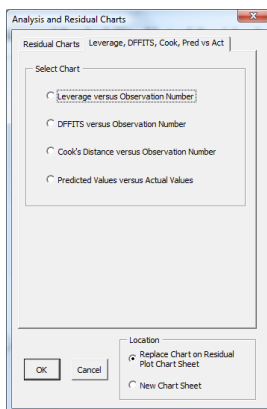 Analysis and Residual Charts
Residual Charts
Leverage, DFFITS, Cook, Pred vs Act
Select Chart
Leverage versus Observation Number
DFFITS versus Observation Number
Cook's Distance versus Observation Number
Predicted Values versus Actual Values
Location
Replace Chart on Residual
Plot Chart Sheet
New Chart Sheet
OK
Cancel